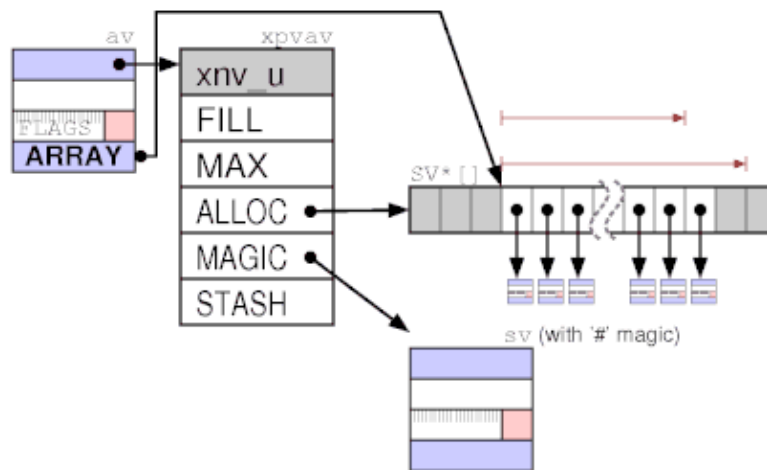 av
xpvav
xnv_u
FILL
FLAGS
ARRAY
MAX
ALLOC
SV*[]
MAGIC
STASH
sv (with '#' magic)